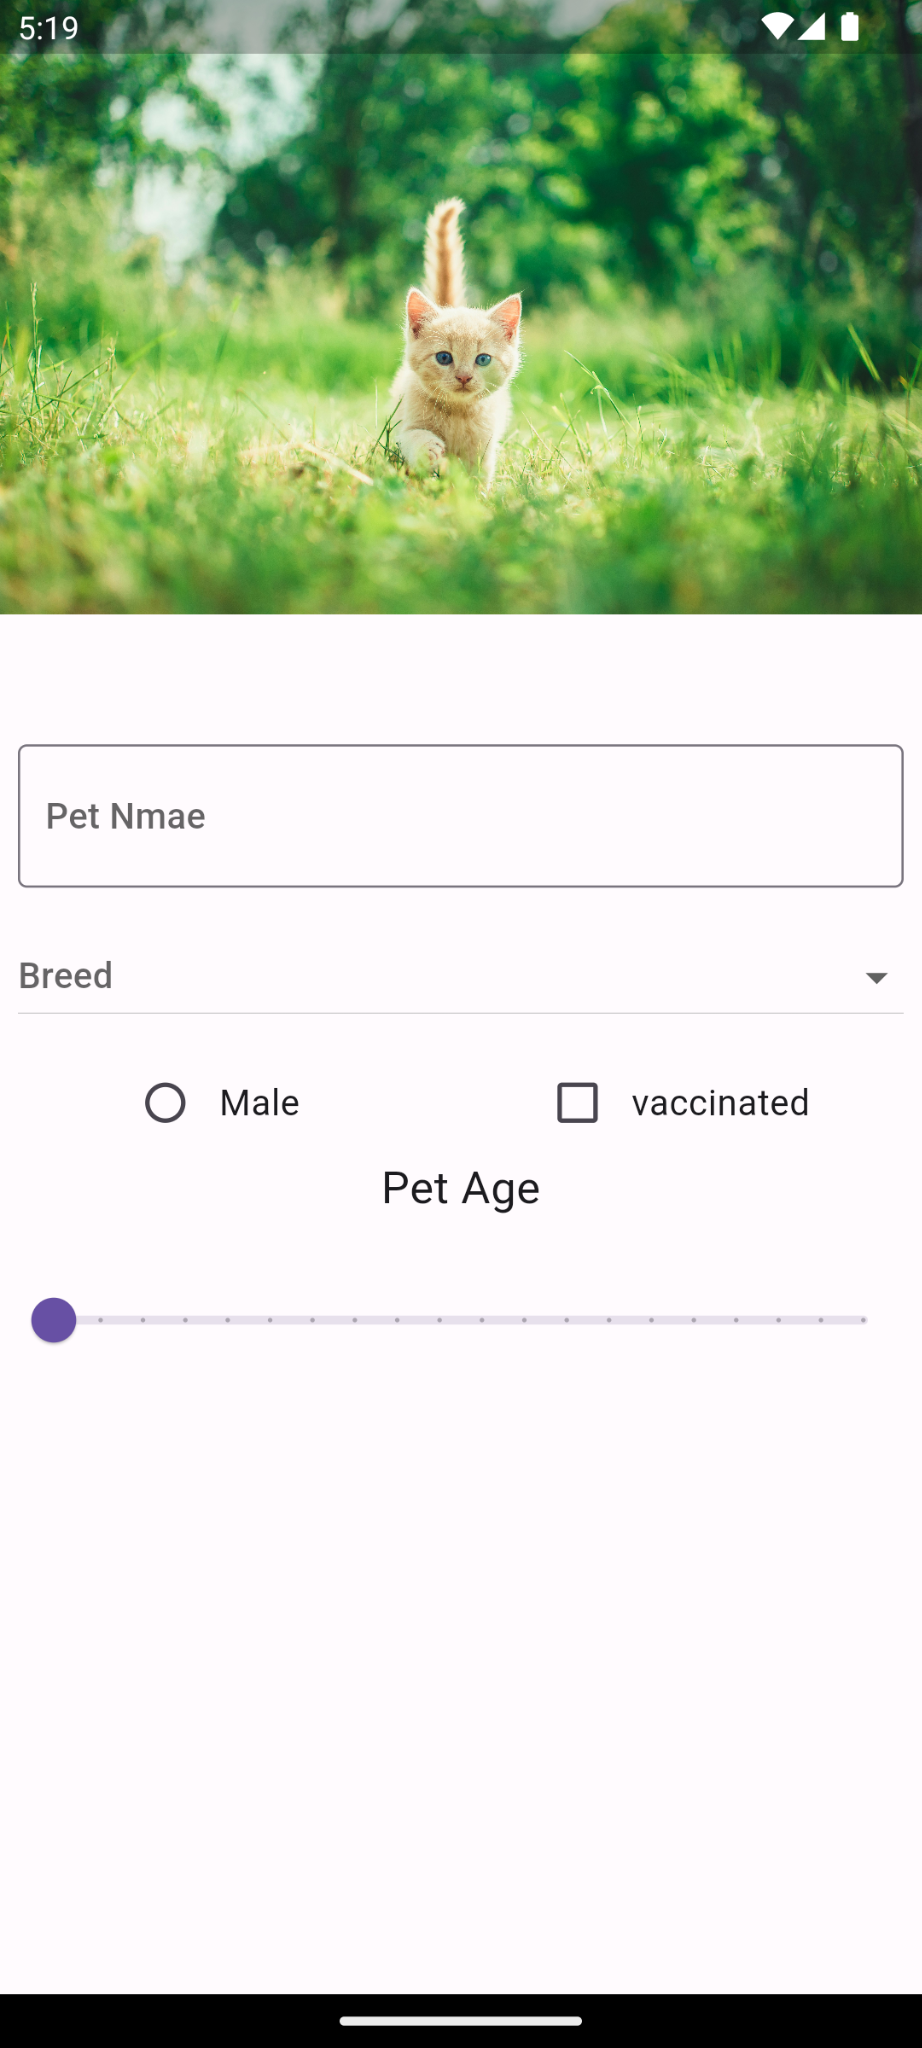 5:19
Pet Nmae
Breed
Male vaccinated
Pet Age